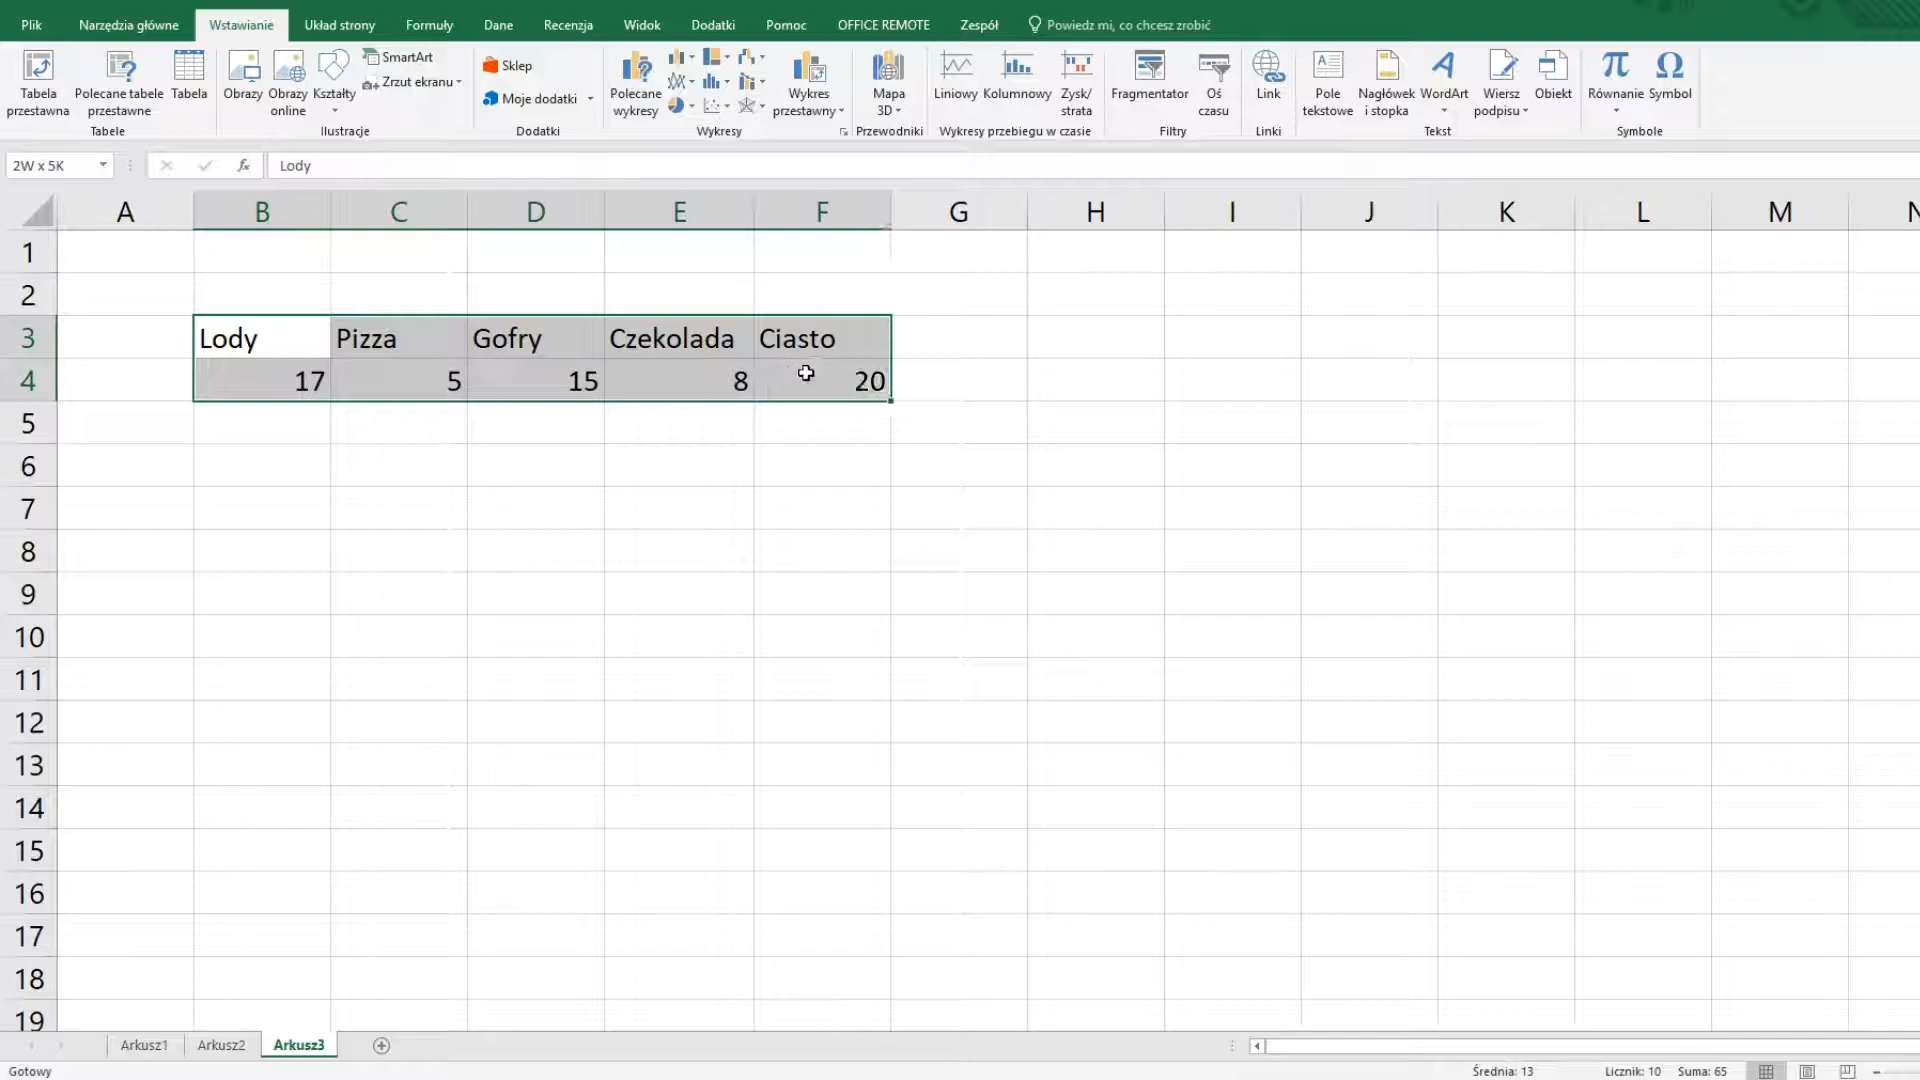 Plik Narzędzia główne Wstawianie Układ strony Formuły Dane Recenzja Widok Dodatki Pomoc OFFICE REMOTE Zespół Powiedz mi, co chcesz zrobić
Tabela przestawna
Polecane tabele przestawne
Tabela
Tabele
Obrazy
Obrazy online
Kształty
SmartArt
Zrzut ekranu
Ilustracje
Sklep
Moje dodatki
Dodatki
Polecane wykresy
Wykres przestawny
Wykresy
Mapa 3D
Przewodniki
Liniowy
Kolumnowy
Zysk/ strata
Wykresy przebiegu w czasie
Fragmentator
Oś czasu
Filtry
Link
Linki
Pole tekstowe
Nagłówek i stopka
WordArt
Wiersz podpisu
Obiekt
Tekst
Równanie
Symbol
Symbole
2W x 5K fx Lody
A B C D E F G H I J K L M N
1
2
3 Lody Pizza Gofry Czekolada Ciasto
4 17 5 15 8 20
5
6
7
8
9
10
11
12
13
14
15
16
17
18
19
Arkusz1 Arkusz2 Arkusz3
Gotowy Średnia: 13 Licznik: 10 Suma: 65